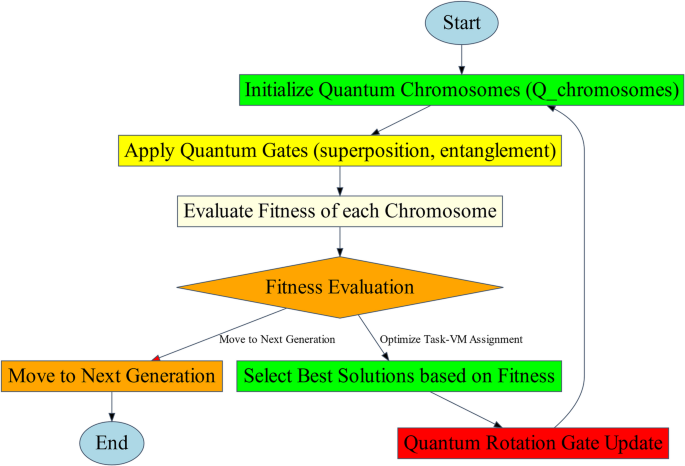 Start
Initialize Quantum Chromosomes (Q_chromosomes)
Apply Quantum Gates (superposition, entanglement)
Evaluate Fitness of each Chromosome
Fitness Evaluation
Move to Next Generation
Optimize Task-VM Assignment
Move to Next Generation
Select Best Solutions based on Fitness
End
Quantum Rotation Gate Update